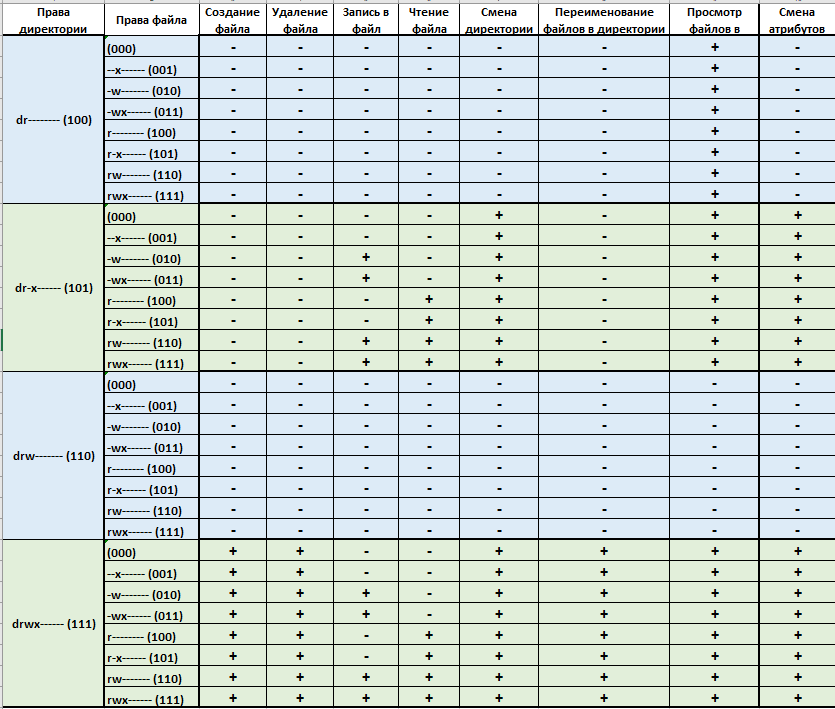 Права директории | Права файла | Создание файла | Удаление файла | Запись в файл | Чтение файла | Смена директории | Переименование файлов в директории | Просмотр файлов в | Смена атрибутов
dr-------- (100) | (000) | - | - | - | - | - | - | + | -
--x------ (001) | - | - | - | - | - | - | + | -
-w------- (010) | - | - | - | - | - | - | + | -
-wx------ (011) | - | - | - | - | - | - | + | -
r-------- (100) | - | - | - | - | - | - | + | -
r-x------ (101) | - | - | - | - | - | - | + | -
rw------- (110) | - | - | - | - | - | - | + | -
rwx------ (111) | - | - | - | - | - | - | + | -
dr-x------ (101) | (000) | - | - | - | - | + | - | + | +
--x------ (001) | - | - | - | - | + | - | + | +
-w------- (010) | - | - | + | - | + | - | + | +
-wx------ (011) | - | - | + | - | + | - | + | +
r-------- (100) | - | - | - | + | + | - | + | +
r-x------ (101) | - | - | - | + | + | - | + | +
rw------- (110) | - | - | + | + | + | - | + | +
rwx------ (111) | - | - | + | + | + | - | + | +
drw------- (110) | (000) | - | - | - | - | - | - | - | -
--x------ (001) | - | - | - | - | - | - | - | -
-w------- (010) | - | - | - | - | - | - | - | -
-wx------ (011) | - | - | - | - | - | - | - | -
r-------- (100) | - | - | - | - | - | - | - | -
r-x------ (101) | - | - | - | - | - | - | - | -
rw------- (110) | - | - | - | - | - | - | - | -
rwx------ (111) | - | - | - | - | - | - | - | -
drwx------ (111) | (000) | + | + | - | - | + | + | + | +
--x------ (001) | + | + | - | - | + | + | + | +
-w------- (010) | + | + | + | - | + | + | + | +
-wx------ (011) | + | + | + | - | + | + | + | +
r-------- (100) | + | + | - | + | + | + | + | +
r-x------ (101) | + | + | - | + | + | + | + | +
rw------- (110) | + | + | + | + | + | + | + | +
rwx------ (111) | + | + | + | + | + | + | + | +